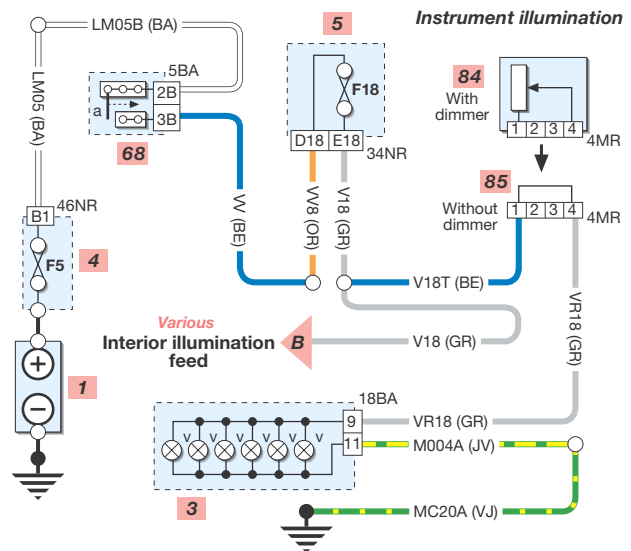 LM05B (BA)
5
Instrument illumination
5BA
LM05 (BA)
2B
a
3B
68
F18
D18 E18
34NR
84
With
dimmer
1 2 3 4
4MR
85
Without
dimmer
1 2 3 4
4MR
46NR
B1
F5
4
VV (BE)
VV8 (OR)
V18 (GR)
V18T (BE)
VR18 (GR)
Various
Interior illumination
feed
B
V18 (GR)
+
−
1
18BA
9
VR18 (GR)
V V V V V V
11
M004A (JV)
3
MC20A (VJ)